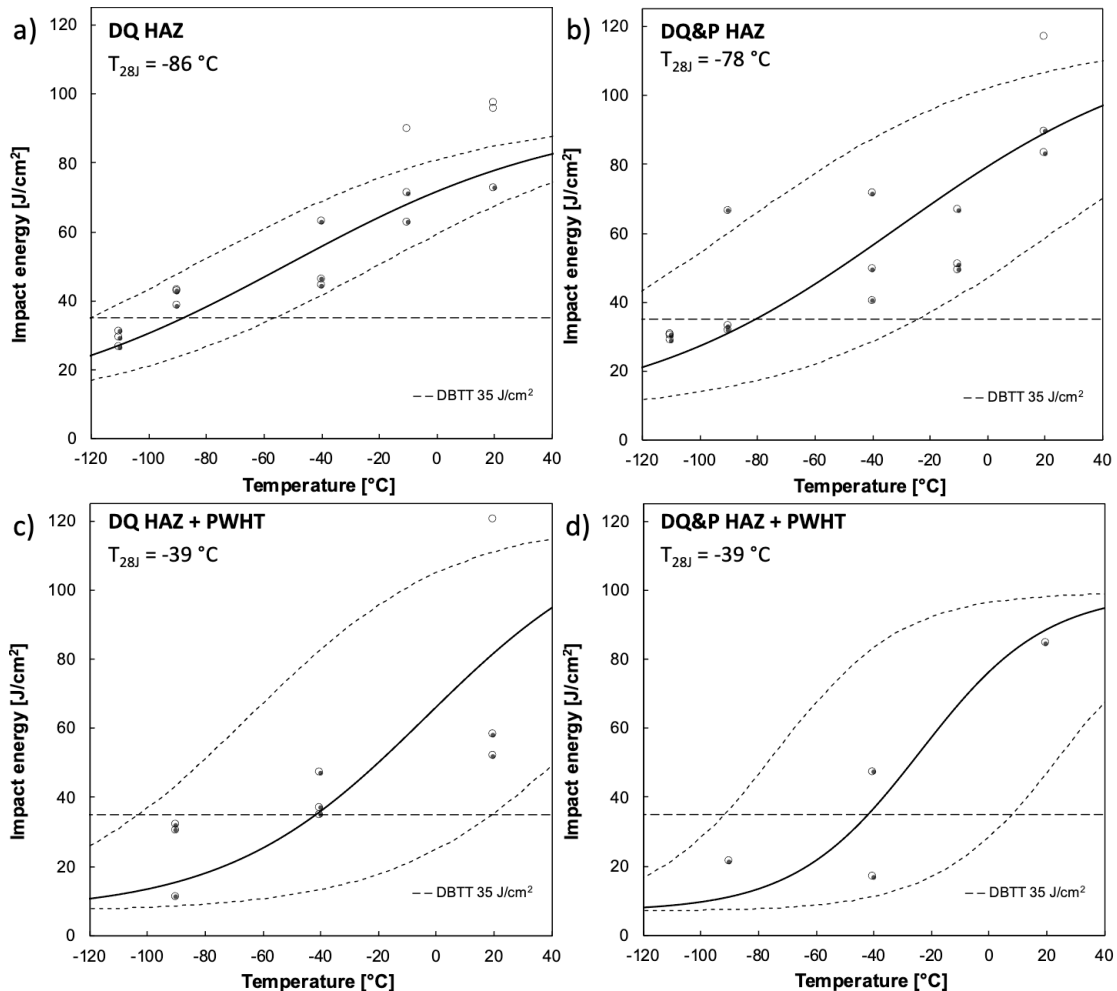 a)
DQ HAZ
T28J = -86 °C
Impact energy [J/cm²]
120
100
80
60
40
20
0
-- DBTT 35 J/cm²
-120 -100 -80 -60 -40 -20 0 20 40
Temperature [°C]
b)
DQ&P HAZ
T28J = -78 °C
Impact energy [J/cm²]
120
100
80
60
40
20
0
-- DBTT 35 J/cm²
-120 -100 -80 -60 -40 -20 0 20 40
Temperature [°C]
c)
DQ HAZ + PWHT
T28J = -39 °C
Impact energy [J/cm²]
120
100
80
60
40
20
0
-- DBTT 35 J/cm²
-120 -100 -80 -60 -40 -20 0 20 40
Temperature [°C]
d)
DQ&P HAZ + PWHT
T28J = -39 °C
Impact energy [J/cm²]
120
100
80
60
40
20
0
-- DBTT 35 J/cm²
-120 -100 -80 -60 -40 -20 0 20 40
Temperature [°C]